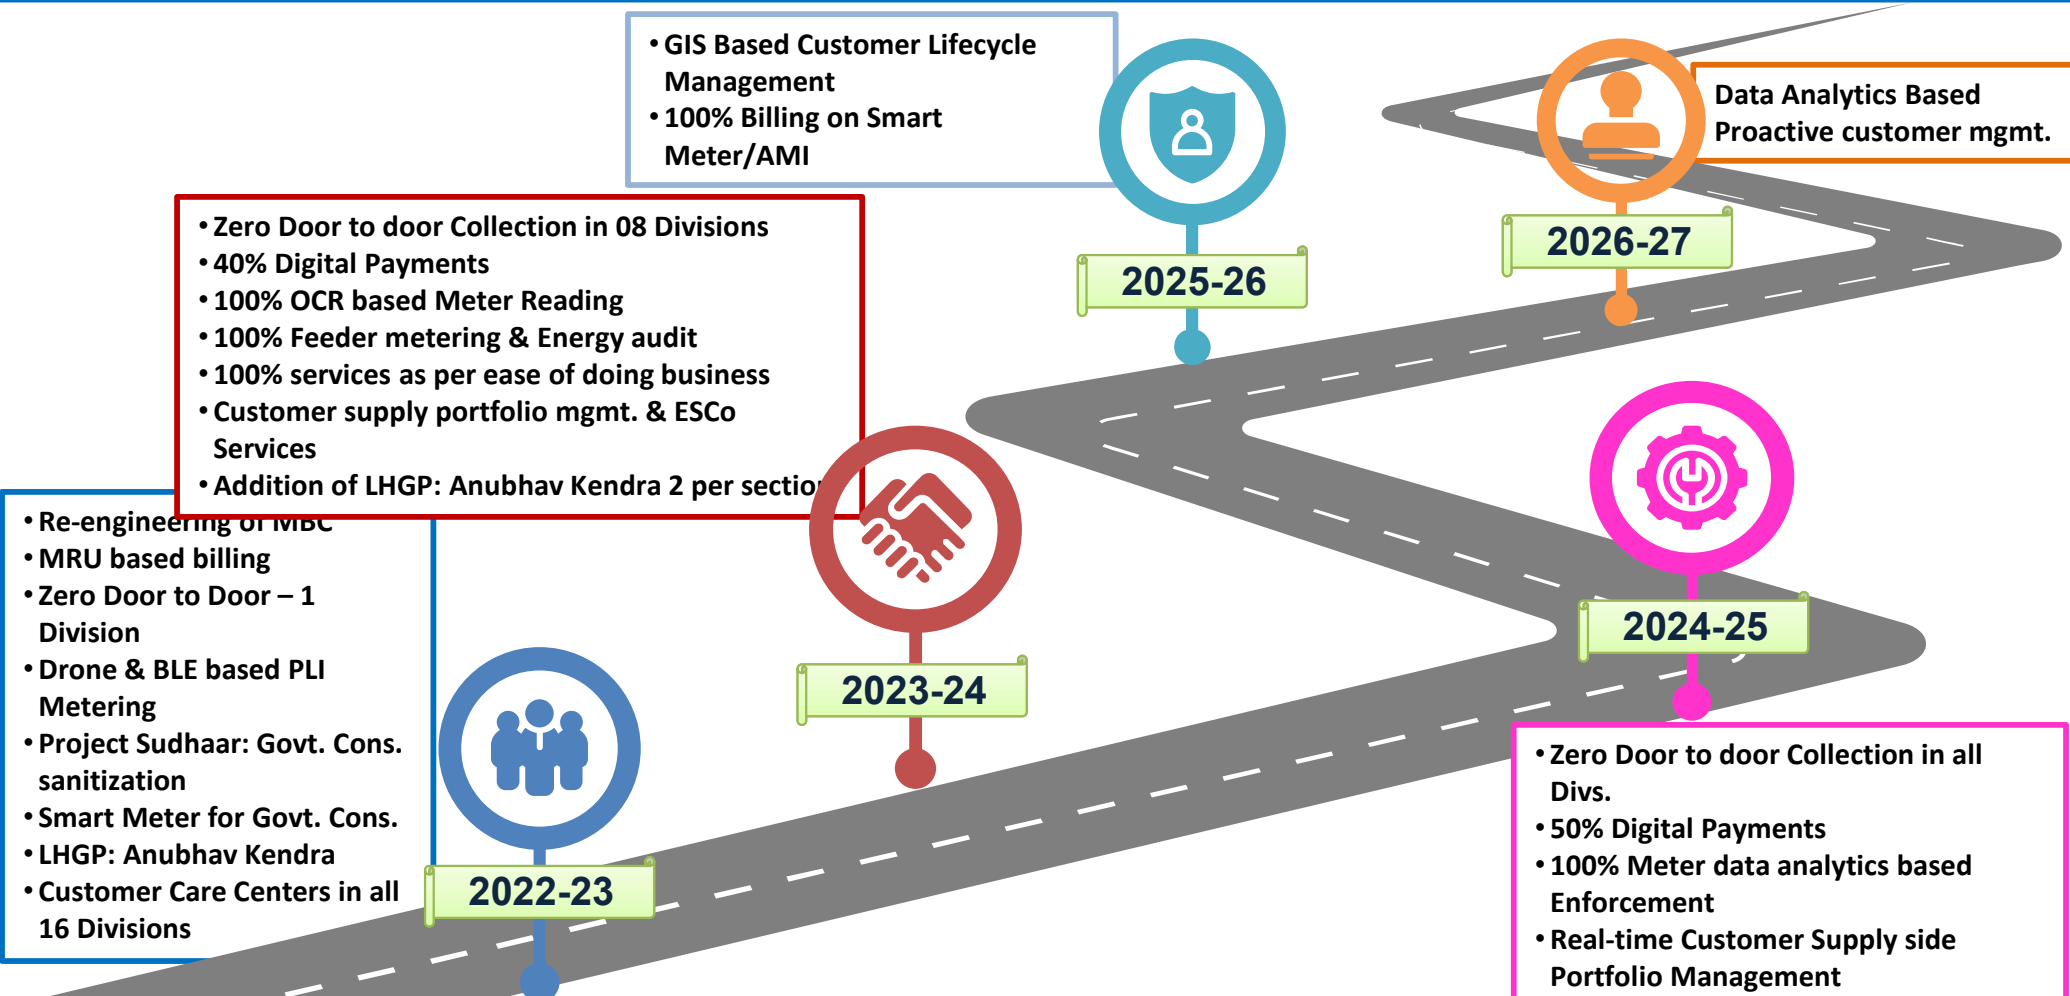 • GIS Based Customer Lifecycle
Management
• 100% Billing on Smart
Meter/AMI
Data Analytics Based
Proactive customer mgmt.
• Zero Door to door Collection in 08 Divisions
• 40% Digital Payments
• 100% OCR based Meter Reading
• 100% Feeder metering & Energy audit
• 100% services as per ease of doing business
• Customer supply portfolio mgmt. & ESCo
Services
• Addition of LHGP: Anubhav Kendra 2 per section
2025-26
2026-27
• Re-engineering of MBC
• MRU based billing
• Zero Door to Door – 1
Division
• Drone & BLE based PLI
Metering
• Project Sudhaar: Govt. Cons.
sanitization
• Smart Meter for Govt. Cons.
• LHGP: Anubhav Kendra
• Customer Care Centers in all
16 Divisions
2022-23
2023-24
2024-25
• Zero Door to door Collection in all
Divs.
• 50% Digital Payments
• 100% Meter data analytics based
Enforcement
• Real-time Customer Supply side
Portfolio Management